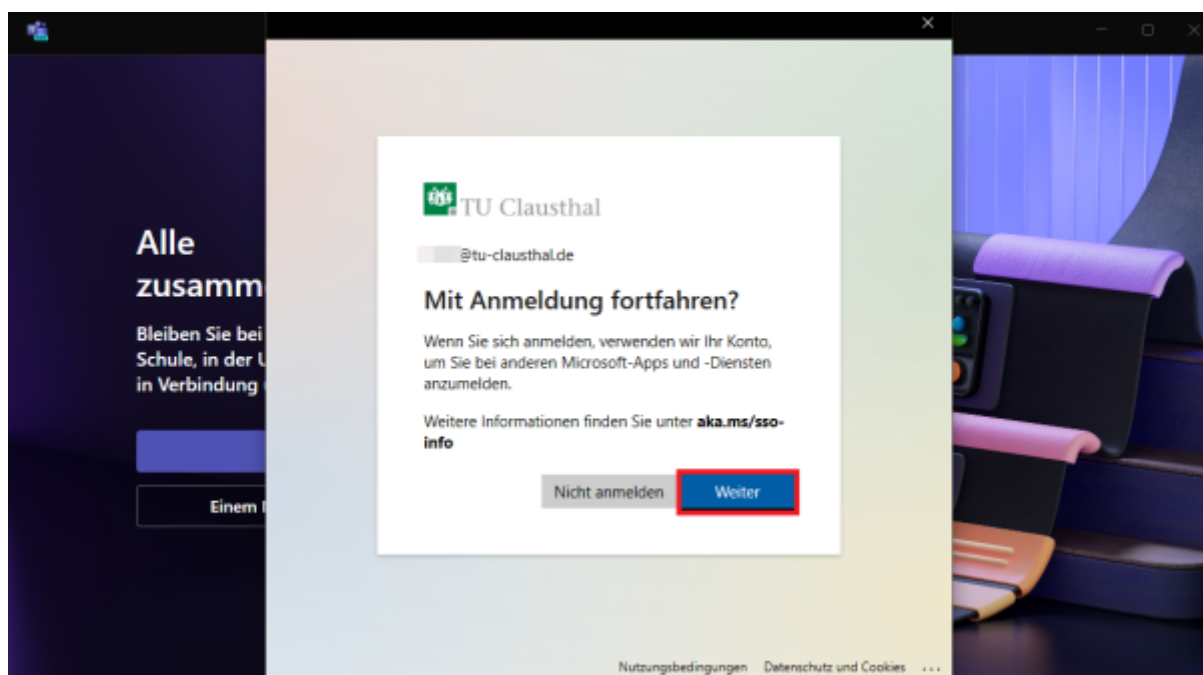 Alle
zusamm
Bleiben Sie bei
Schule, in der U
in Verbindung
Einem
TU Clausthal
@tu-clausthal.de
Mit Anmeldung fortfahren?
Wenn Sie sich anmelden, verwenden wir Ihr Konto,
um Sie bei anderen Microsoft-Apps und -Diensten
anzumelden.
Weitere Informationen finden Sie unter aka.ms/sso-
info
Nicht anmelden Weiter
Nutzungsbedingungen Datenschutz und Cookies ...